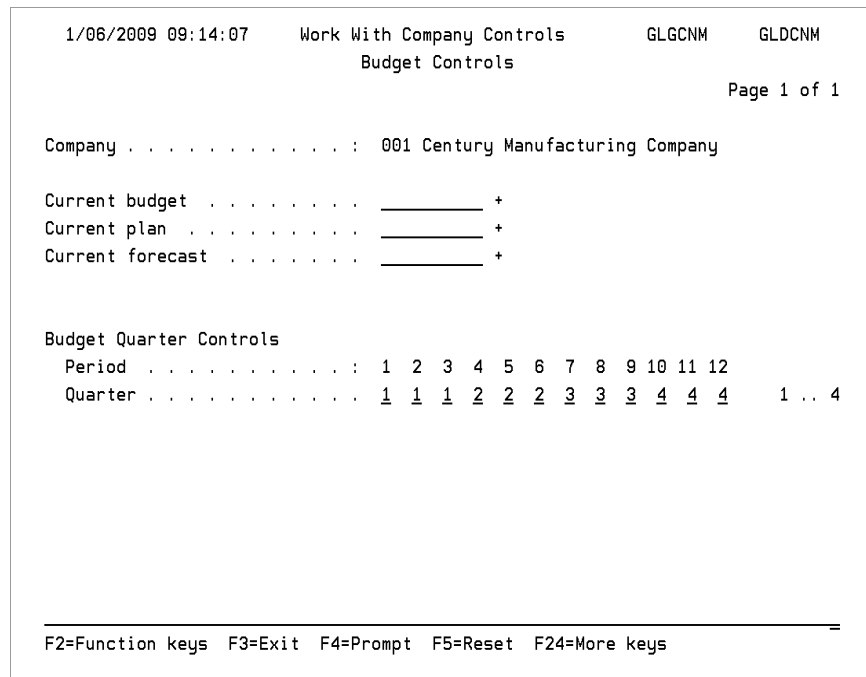 1/06/2009 09:14:07 Work With Company Controls GLGCNM GLDCNM
Budget Controls
Page 1 of 1
Company . . . . . . . . . . . : 001 Century Manufacturing Company
Current budget . . . . . . . . __________ +
Current plan . . . . . . . . . __________ +
Current forecast . . . . . . . __________ +
Budget Quarter Controls
Period . . . . . . . . . . : 1 2 3 4 5 6 7 8 9 10 11 12
Quarter . . . . . . . . . . . 1 1 1 2 2 2 3 3 3 4 4 4 1 .. 4
F2=Function keys F3=Exit F4=Prompt F5=Reset F24=More keys